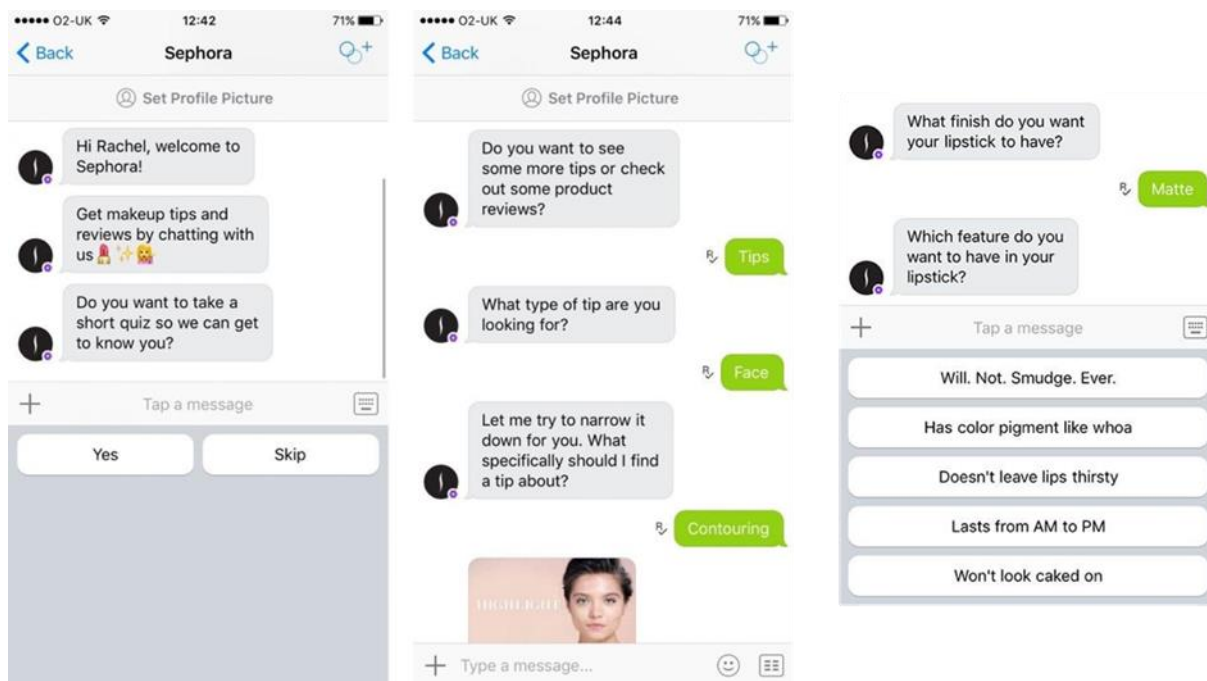 ●●●●● O2-UK 12:42 71%
Back Sephora
Set Profile Picture
Hi Rachel, welcome to
Sephora!
Get makeup tips and
reviews by chatting with
us💄✨💇
Do you want to take a
short quiz so we can get
to know you?
Tap a message
Yes Skip
●●●●● O2-UK 12:44 71%
Back Sephora
Set Profile Picture
Do you want to see
some more tips or check
out some product
reviews?
R Tips
What type of tip are you
looking for?
R Face
Let me try to narrow it
down for you. What
specifically should I find
a tip about?
R Contouring
HIGHLIGHT
Type a message...
What finish do you want
your lipstick to have?
R Matte
Which feature do you
want to have in your
lipstick?
Tap a message
Will. Not. Smudge. Ever.
Has color pigment like whoa
Doesn't leave lips thirsty
Lasts from AM to PM
Won't look caked on